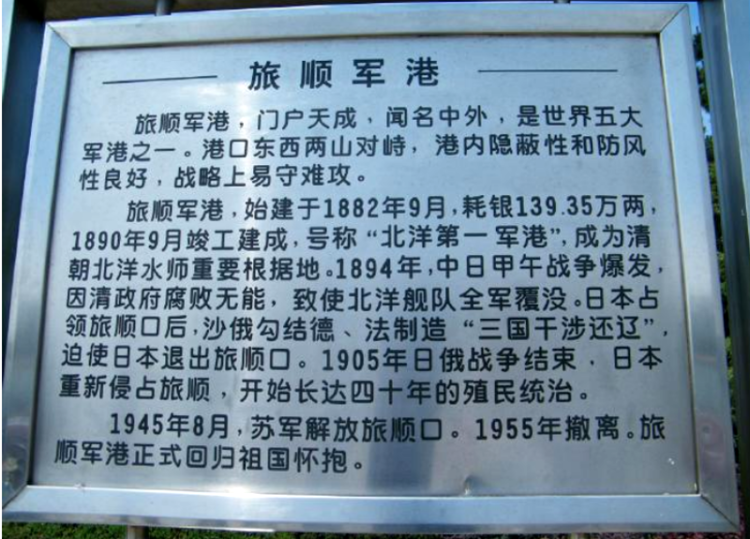 旅顺军港
旅顺军港，门户天成，闻名中外，是世界五大
军港之一。港口东西两山对峙，港内隐蔽性和防风
性良好，战略上易守难攻。
旅顺军港，始建于1882年9月，耗银139.35万两，
1890年9月竣工建成，号称“北洋第一军港”，成为清
朝北洋水师重要根据地。1894年，中日甲午战争爆发，
因清政府腐败无能，致使北洋舰队全军覆没。日本占
领旅顺口后，沙俄勾结德、法制造“三国干涉还辽”，
迫使日本退出旅顺口。1905年日俄战争结束，日本
重新侵占旅顺，开始长达四十年的殖民统治。
1945年8月，苏军解放旅顺口。1955年撤离。旅
顺军港正式回归祖国怀抱。